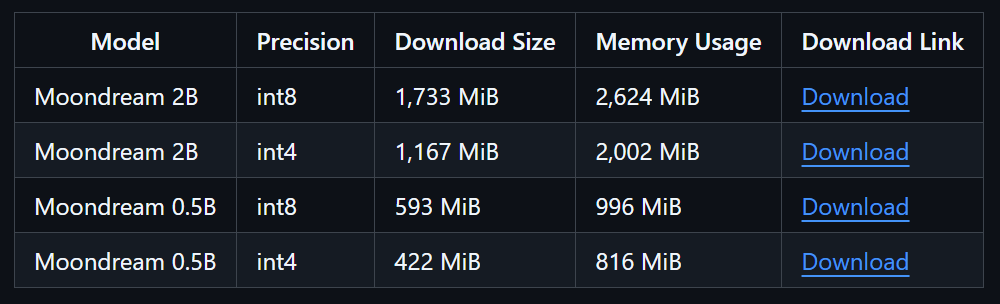 Model Precision Download Size Memory Usage Download Link
Moondream 2B int8 1,733 MiB 2,624 MiB Download
Moondream 2B int4 1,167 MiB 2,002 MiB Download
Moondream 0.5B int8 593 MiB 996 MiB Download
Moondream 0.5B int4 422 MiB 816 MiB Download